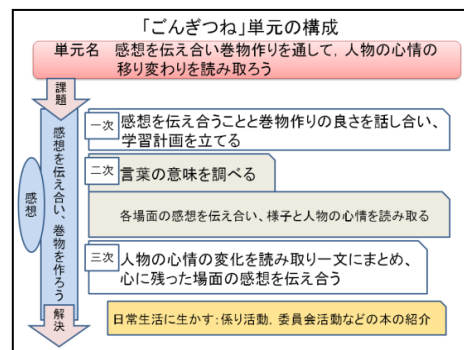 「ごんぎつね」単元の構成
単元名 感想を伝え合い巻物作りを通して，人物の心情の
移り変わりを読み取ろう
課題
感想を伝え合い、巻物を作ろう
感想
解決
一次
感想を伝え合うことと巻物作りの良さを話し合い、
学習計画を立てる
二次
言葉の意味を調べる
各場面の感想を伝え合い、様子と人物の心情を読み取る
三次
人物の心情の変化を読み取り一文にまとめ、
心に残った場面の感想を伝え合う
日常生活に生かす：係り活動，委員会活動などの本の紹介